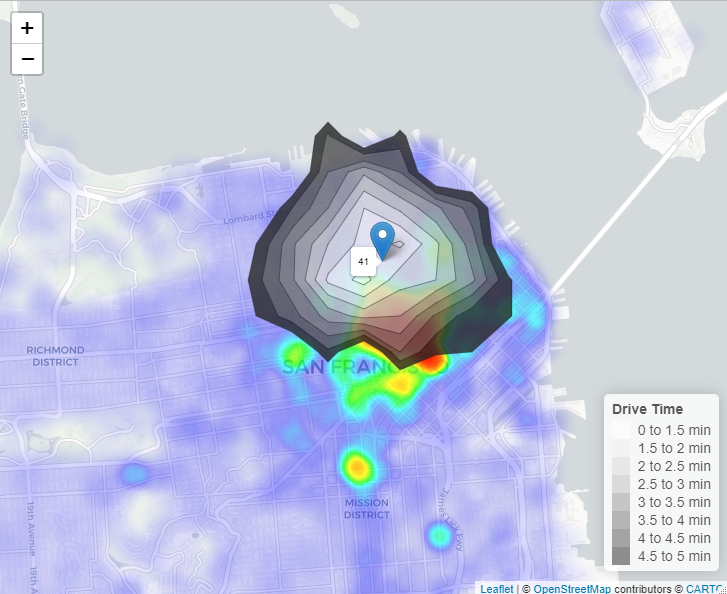 +
−
en Gate Bridge
Lombard St
41
RICHMOND
DISTRICT
SAN FRANCISCO
MISSION
DISTRICT
James Lick Fwy
19th Avenue
19th A
Drive Time
0 to 1.5 min
1.5 to 2 min
2 to 2.5 min
2.5 to 3 min
3 to 3.5 min
3.5 to 4 min
4 to 4.5 min
4.5 to 5 min
Leaflet | © OpenStreetMap contributors © CARTO